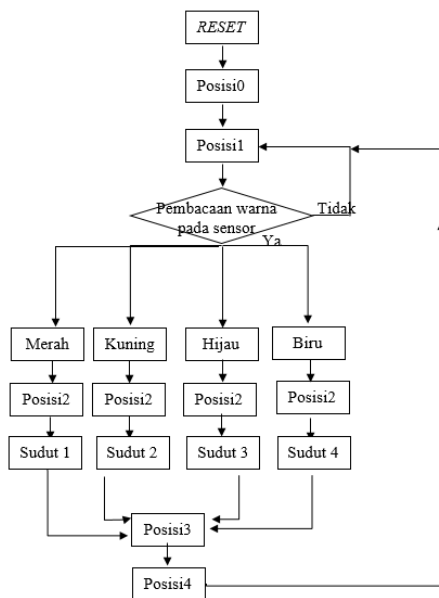 RESET
Posisi0
Posisi1
Pembacaan warna
pada sensor
Tidak
Ya
Merah
Kuning
Hijau
Biru
Posisi2
Posisi2
Posisi2
Posisi2
Sudut 1
Sudut 2
Sudut 3
Sudut 4
Posisi3
Posisi4